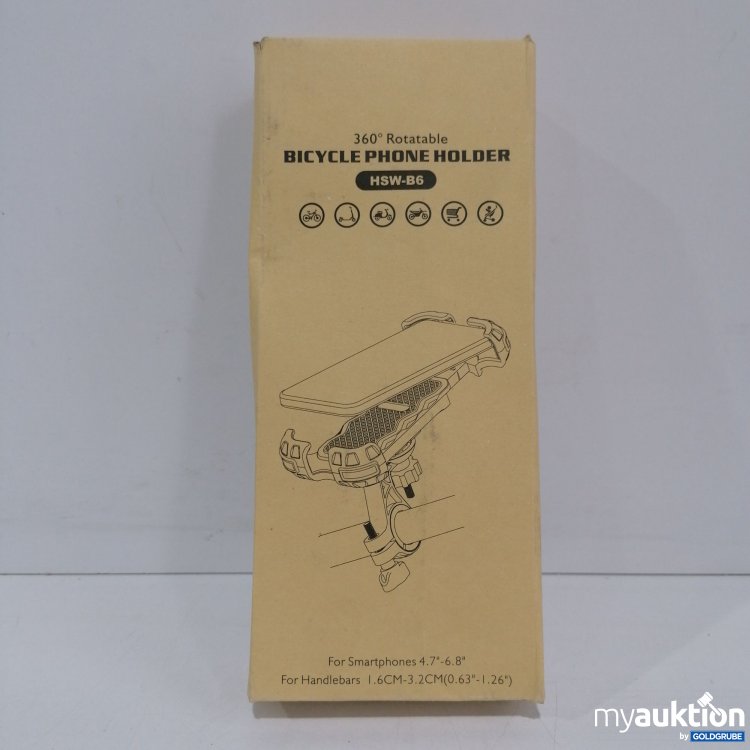 360° Rotatable
BICYCLE PHONE HOLDER
HSW-B6
For Smartphones 4.7"-6.8"
For Handlebars 1.6CM-3.2CM(0.63"-1.26")
myauktion
by GOLDGRUBE